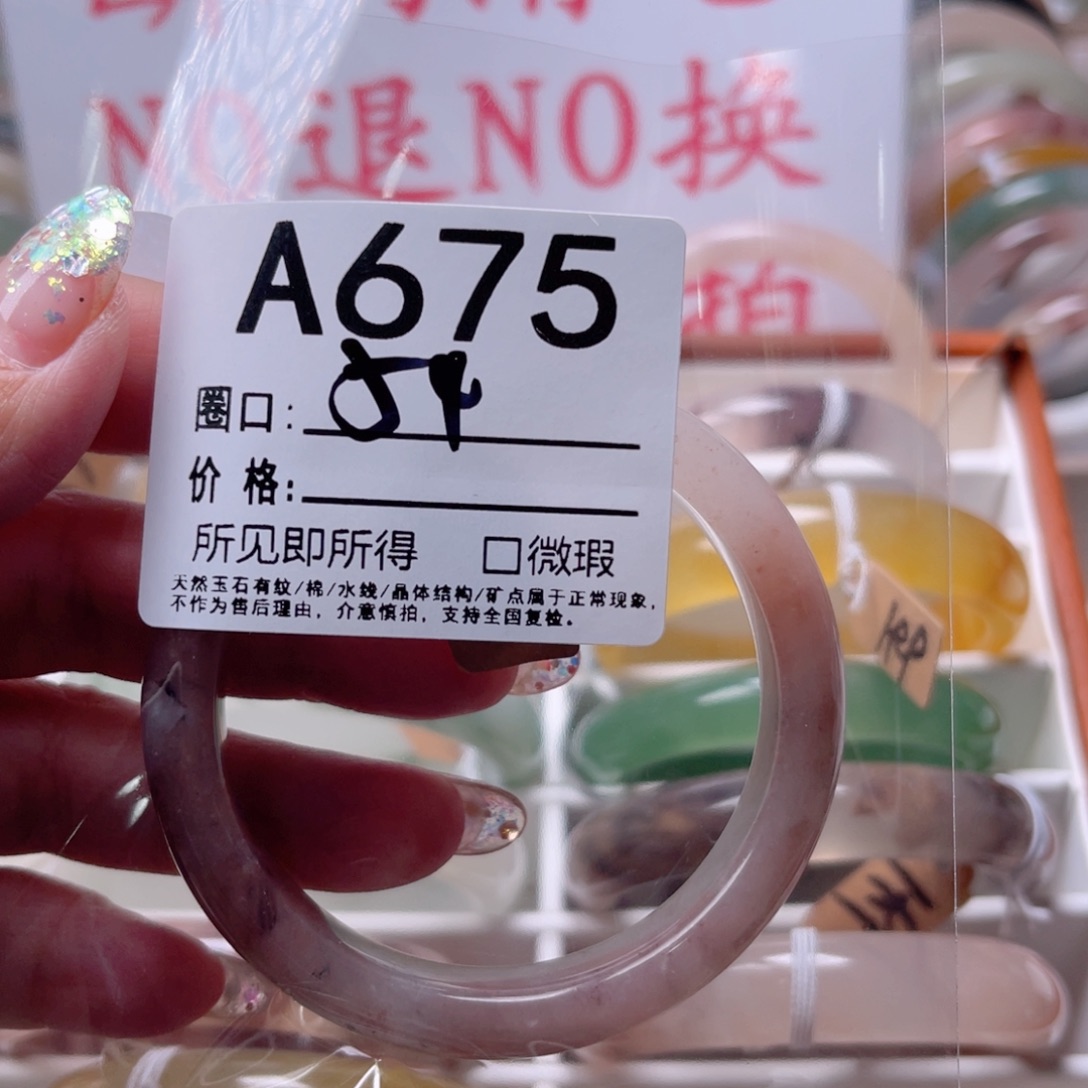 NO退NO换
拍
A675
圈口: 54
价 格:
所见即所得 □微瑕
天然玉石有纹/棉/水线/晶体结构/矿点属于正常现象，
不作为售后理由，介意慎拍，支持全国复检。